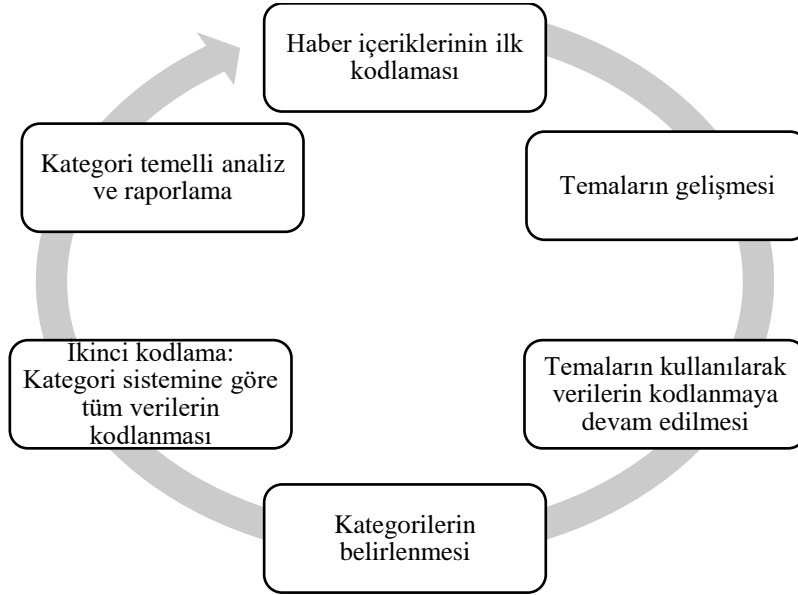 Haber içeriklerinin ilk
kodlaması
Temaların gelişmesi
Temaların kullanılarak
verilerin kodlanmaya
devam edilmesi
Kategorilerin
belirlenmesi
İkinci kodlama:
Kategori sistemine göre
tüm verilerin
kodlanması
Kategori temelli analiz
ve raporlama